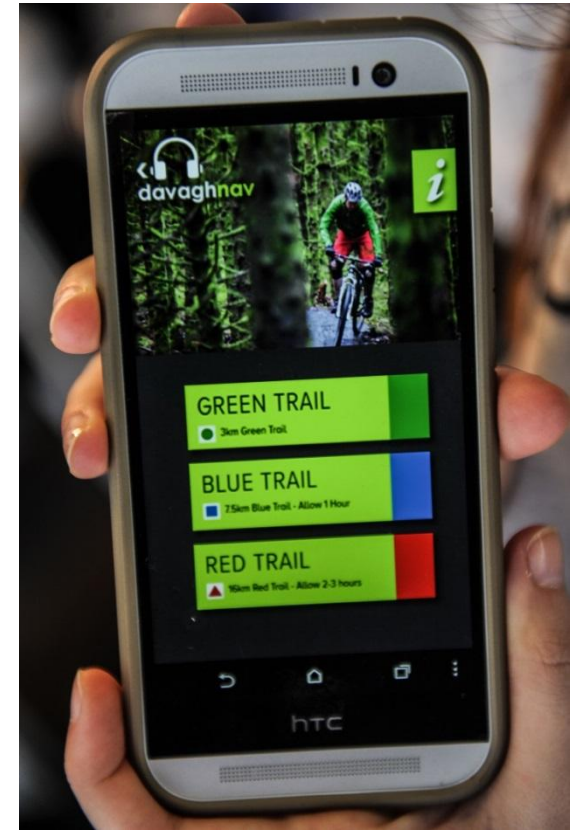 davaghnav
i
GREEN TRAIL
3km Green Trail
BLUE TRAIL
7.5km Blue Trail - Allow 1 Hour
RED TRAIL
16km Red Trail - Allow 2-3 hours
hTC